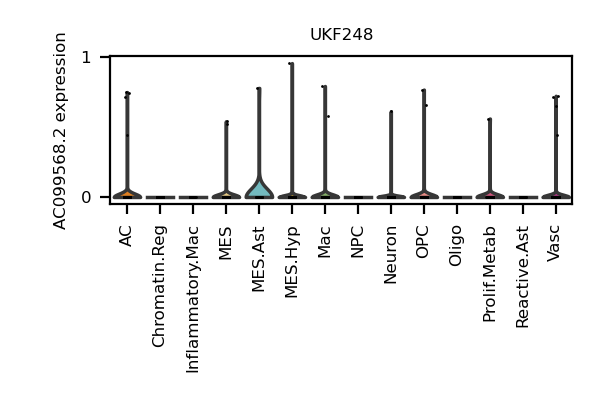 UKF248
AC099568.2 expression
1
0
AC
Chromatin.Reg
Inflammatory.Mac
MES
MES.Ast
MES.Hyp
Mac
NPC
Neuron
OPC
Oligo
Prolif.Metab
Reactive.Ast
Vasc